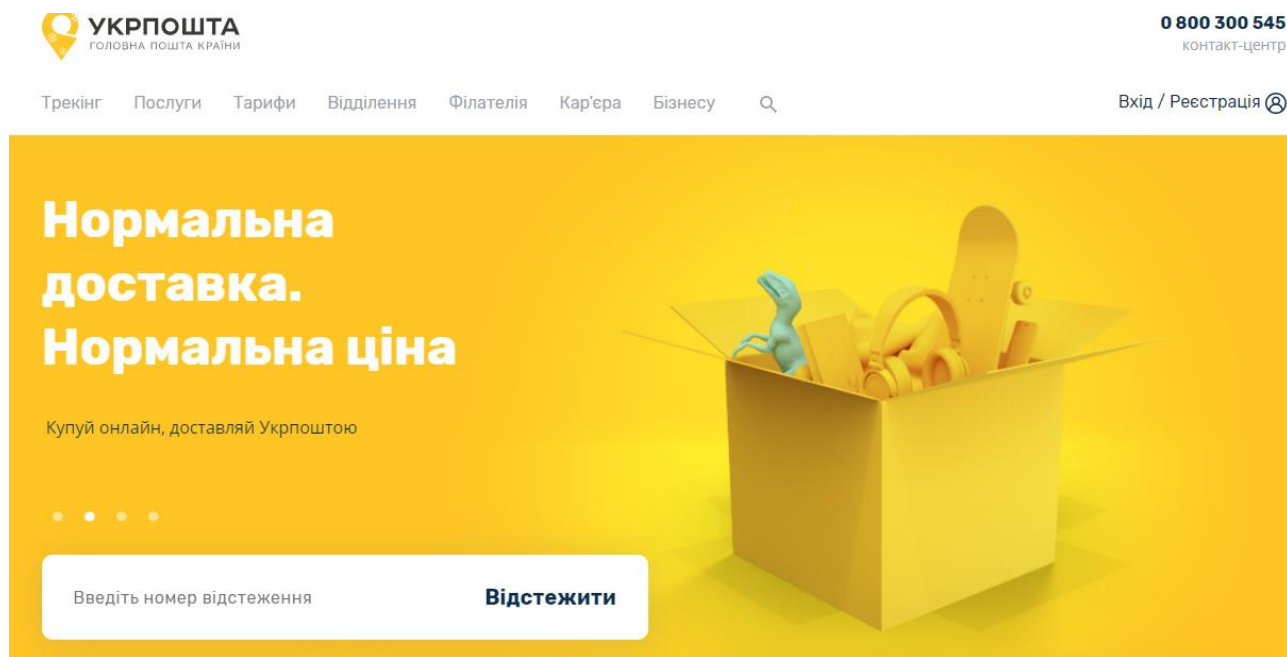 УКРПОШТА
ГОЛОВНА ПОШТА КРАЇНИ
0 800 300 545
контакт-центр
Трекінг Послуги Тарифи Відділення Філателія Кар'єра Бізнесу
Вхід / Реєстрація
Нормальна
доставка.
Нормальна ціна
Купуй онлайн, доставляй Укрпоштою
Введіть номер відстеження Відстежити